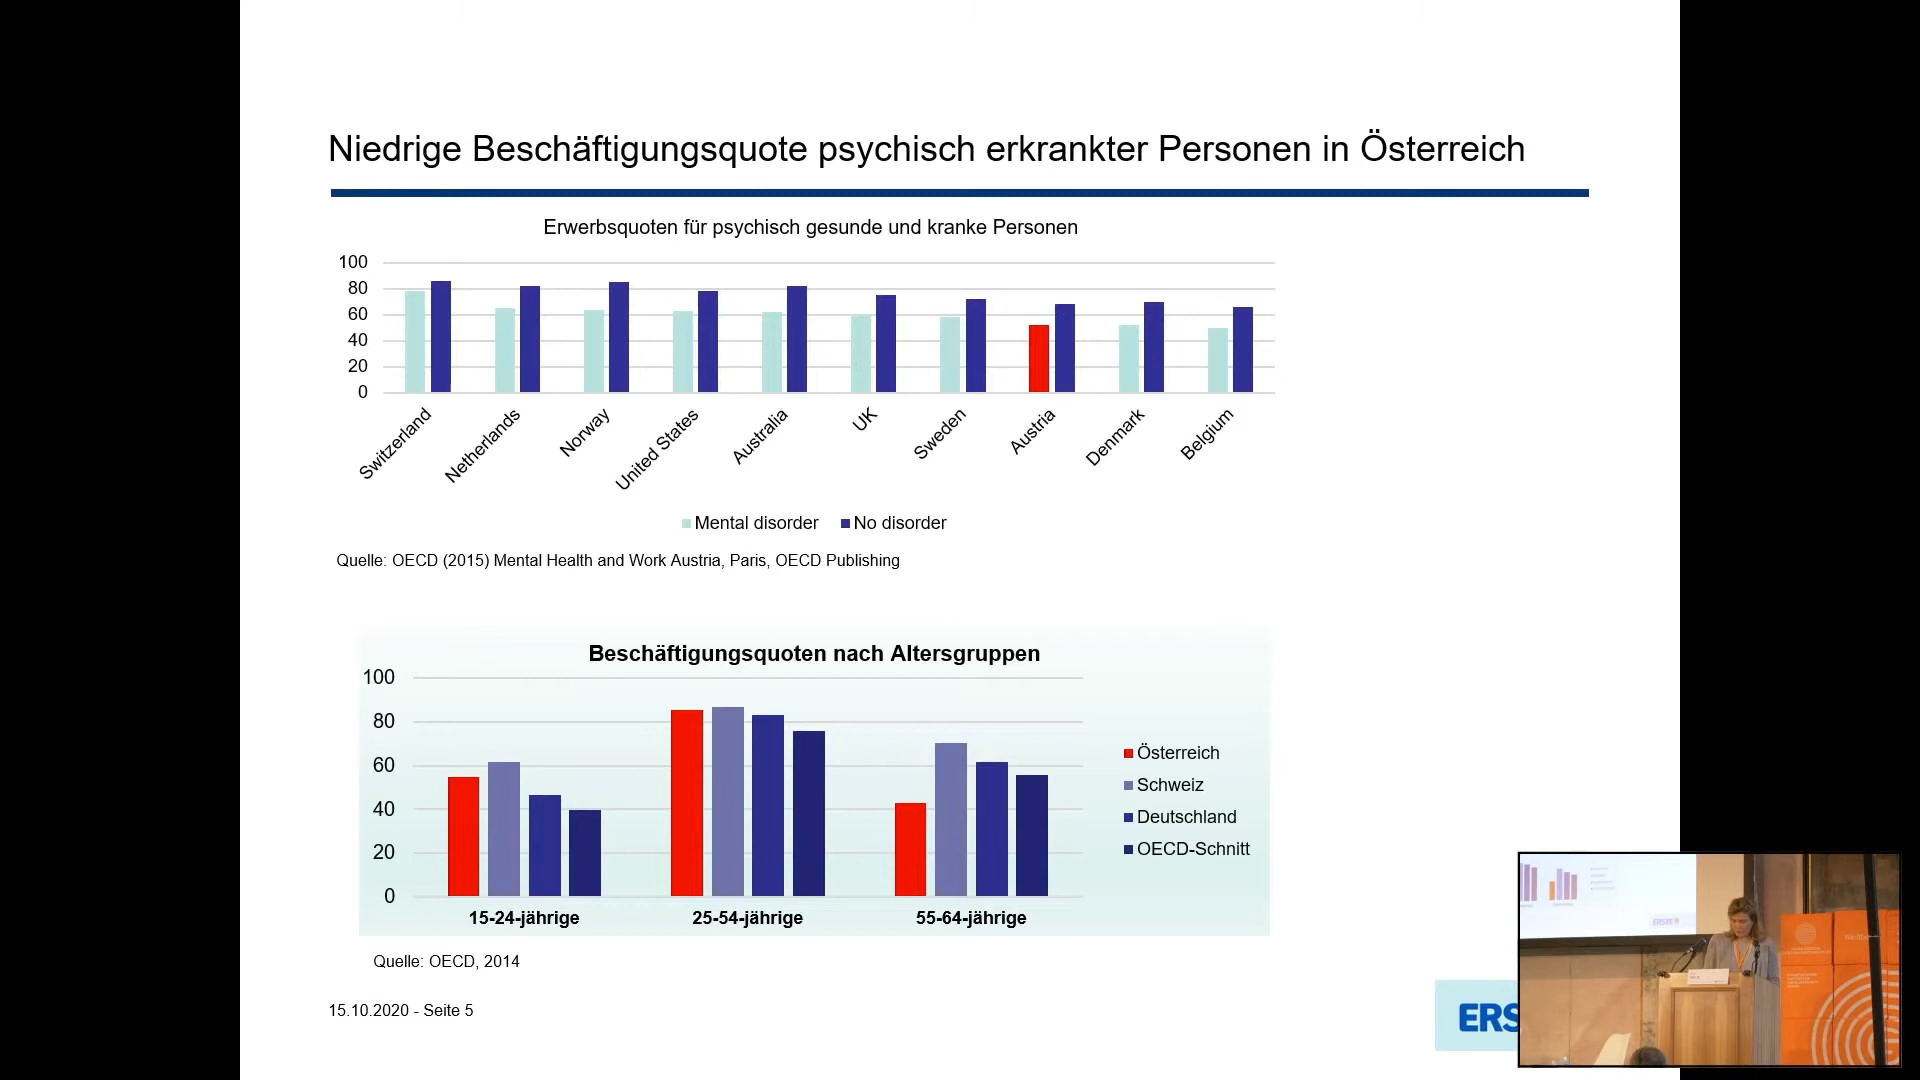 Niedrige Beschäftigungsquote psychisch erkrankter Personen in Österreich
Erwerbsquoten für psychisch gesunde und kranke Personen
100
80
60
40
20
0
Switzerland
Netherlands
Norway
United States
Australia
UK
Sweden
Austria
Denmark
Belgium
Mental disorder
No disorder
Quelle: OECD (2015) Mental Health and Work Austria, Paris, OECD Publishing
Beschäftigungsquoten nach Altersgruppen
100
80
60
40
20
0
15-24-jährige
25-54-jährige
55-64-jährige
Österreich
Schweiz
Deutschland
OECD-Schnitt
Quelle: OECD, 2014
15.10.2020 - Seite 5
ERS
ERSTE